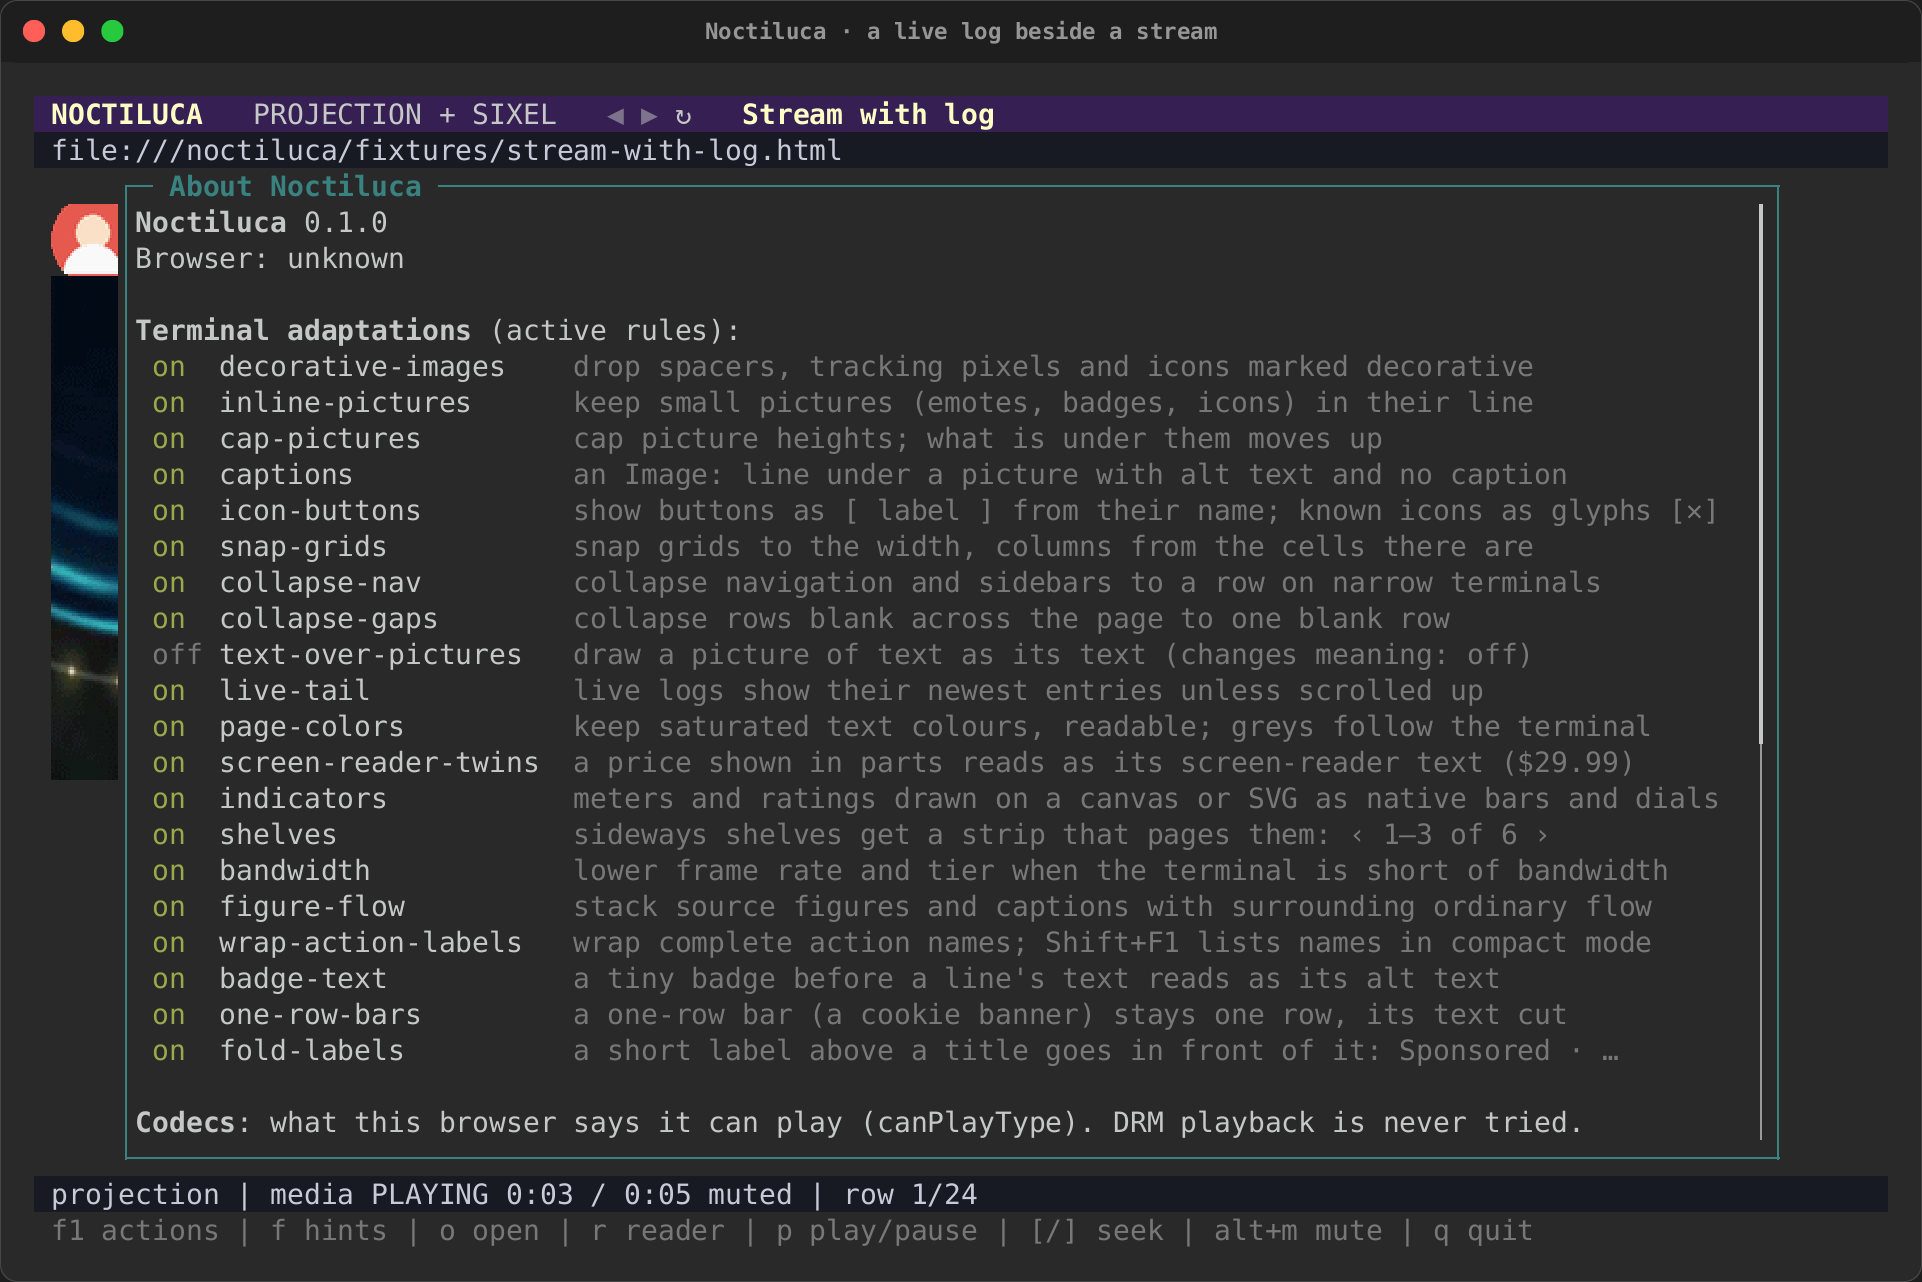 Noctiluca · a live log beside a stream
NOCTILUCA PROJECTION + SIXEL ◀ ▶ ↻ Stream with log
file:///noctiluca/fixtures/stream-with-log.html
About Noctiluca
Noctiluca 0.1.0
Browser: unknown
Terminal adaptations (active rules):
on decorative-images drop spacers, tracking pixels and icons marked decorative
on inline-pictures keep small pictures (emotes, badges, icons) in their line
on cap-pictures cap picture heights; what is under them moves up
on captions an Image: line under a picture with alt text and no caption
on icon-buttons show buttons as [ label ] from their name; known icons as glyphs [×]
on snap-grids snap grids to the width, columns from the cells there are
on collapse-nav collapse navigation and sidebars to a row on narrow terminals
on collapse-gaps collapse rows blank across the page to one blank row
off text-over-pictures draw a picture of text as its text (changes meaning: off)
on live-tail live logs show their newest entries unless scrolled up
on page-colors keep saturated text colours, readable; greys follow the terminal
on screen-reader-twins a price shown in parts reads as its screen-reader text ($29.99)
on indicators meters and ratings drawn on a canvas or SVG as native bars and dials
on shelves sideways shelves get a strip that pages them: ‹ 1–3 of 6 ›
on bandwidth lower frame rate and tier when the terminal is short of bandwidth
on figure-flow stack source figures and captions with surrounding ordinary flow
on wrap-action-labels wrap complete action names; Shift+F1 lists names in compact mode
on badge-text a tiny badge before a line's text reads as its alt text
on one-row-bars a one-row bar (a cookie banner) stays one row, its text cut
on fold-labels a short label above a title goes in front of it: Sponsored · …
Codecs: what this browser says it can play (canPlayType). DRM playback is never tried.
projection | media PLAYING 0:03 / 0:05 muted | row 1/24
f1 actions | f hints | o open | r reader | p play/pause | [/] seek | alt+m mute | q quit